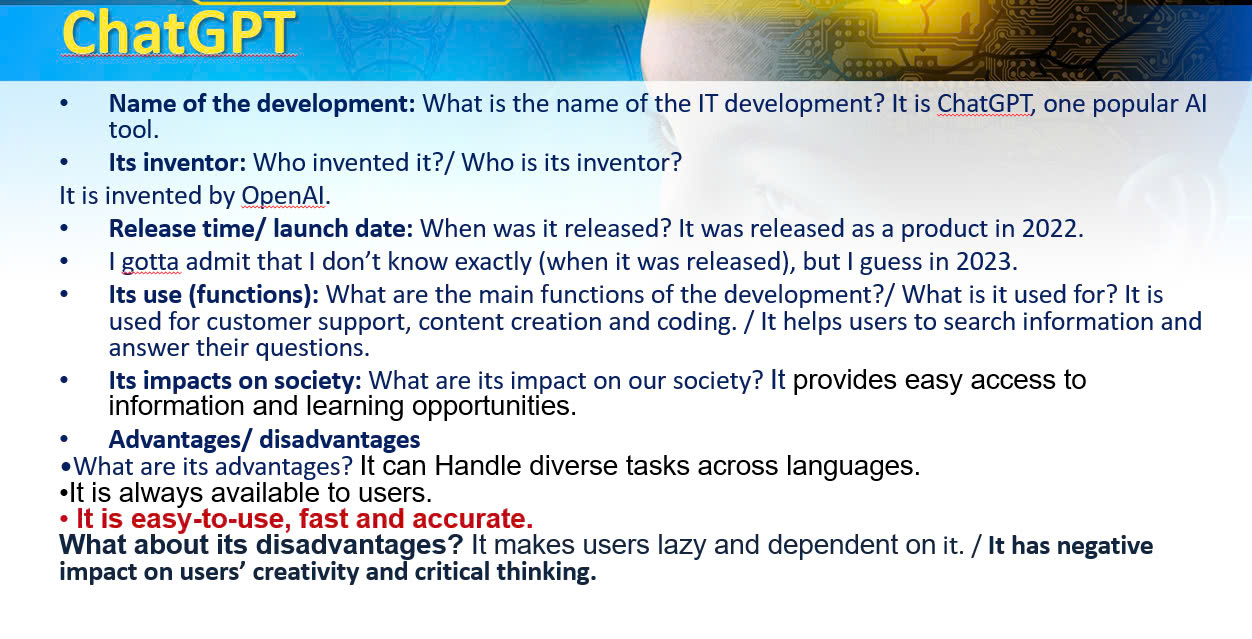 ChatGPT
• Name of the development: What is the name of the IT development? It is ChatGPT, one popular AI
tool.
• Its inventor: Who invented it?/ Who is its inventor?
It is invented by OpenAI.
• Release time/ launch date: When was it released? It was released as a product in 2022.
• I gotta admit that I don’t know exactly (when it was released), but I guess in 2023.
• Its use (functions): What are the main functions of the development?/ What is it used for? It is
used for customer support, content creation and coding. / It helps users to search information and
answer their questions.
• Its impacts on society: What are its impact on our society? It provides easy access to
information and learning opportunities.
• Advantages/ disadvantages
•What are its advantages? It can Handle diverse tasks across languages.
•It is always available to users.
• It is easy-to-use, fast and accurate.
What about its disadvantages? It makes users lazy and dependent on it. / It has negative
impact on users’ creativity and critical thinking.